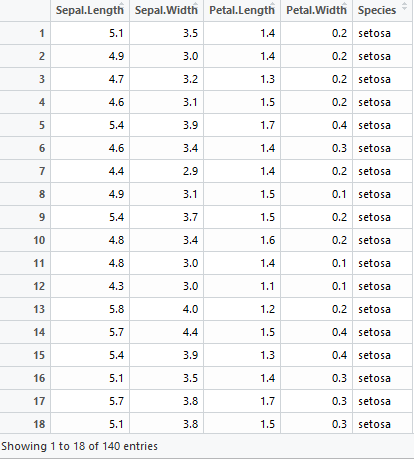 Sepal.Length Sepal.Width Petal.Length Petal.Width Species
1 5.1 3.5 1.4 0.2 setosa
2 4.9 3.0 1.4 0.2 setosa
3 4.7 3.2 1.3 0.2 setosa
4 4.6 3.1 1.5 0.2 setosa
5 5.4 3.9 1.7 0.4 setosa
6 4.6 3.4 1.4 0.3 setosa
7 4.4 2.9 1.4 0.2 setosa
8 4.9 3.1 1.5 0.1 setosa
9 5.4 3.7 1.5 0.2 setosa
10 4.8 3.4 1.6 0.2 setosa
11 4.8 3.0 1.4 0.1 setosa
12 4.3 3.0 1.1 0.1 setosa
13 5.8 4.0 1.2 0.2 setosa
14 5.7 4.4 1.5 0.4 setosa
15 5.4 3.9 1.3 0.4 setosa
16 5.1 3.5 1.4 0.3 setosa
17 5.7 3.8 1.7 0.3 setosa
18 5.1 3.8 1.5 0.3 setosa
Showing 1 to 18 of 140 entries